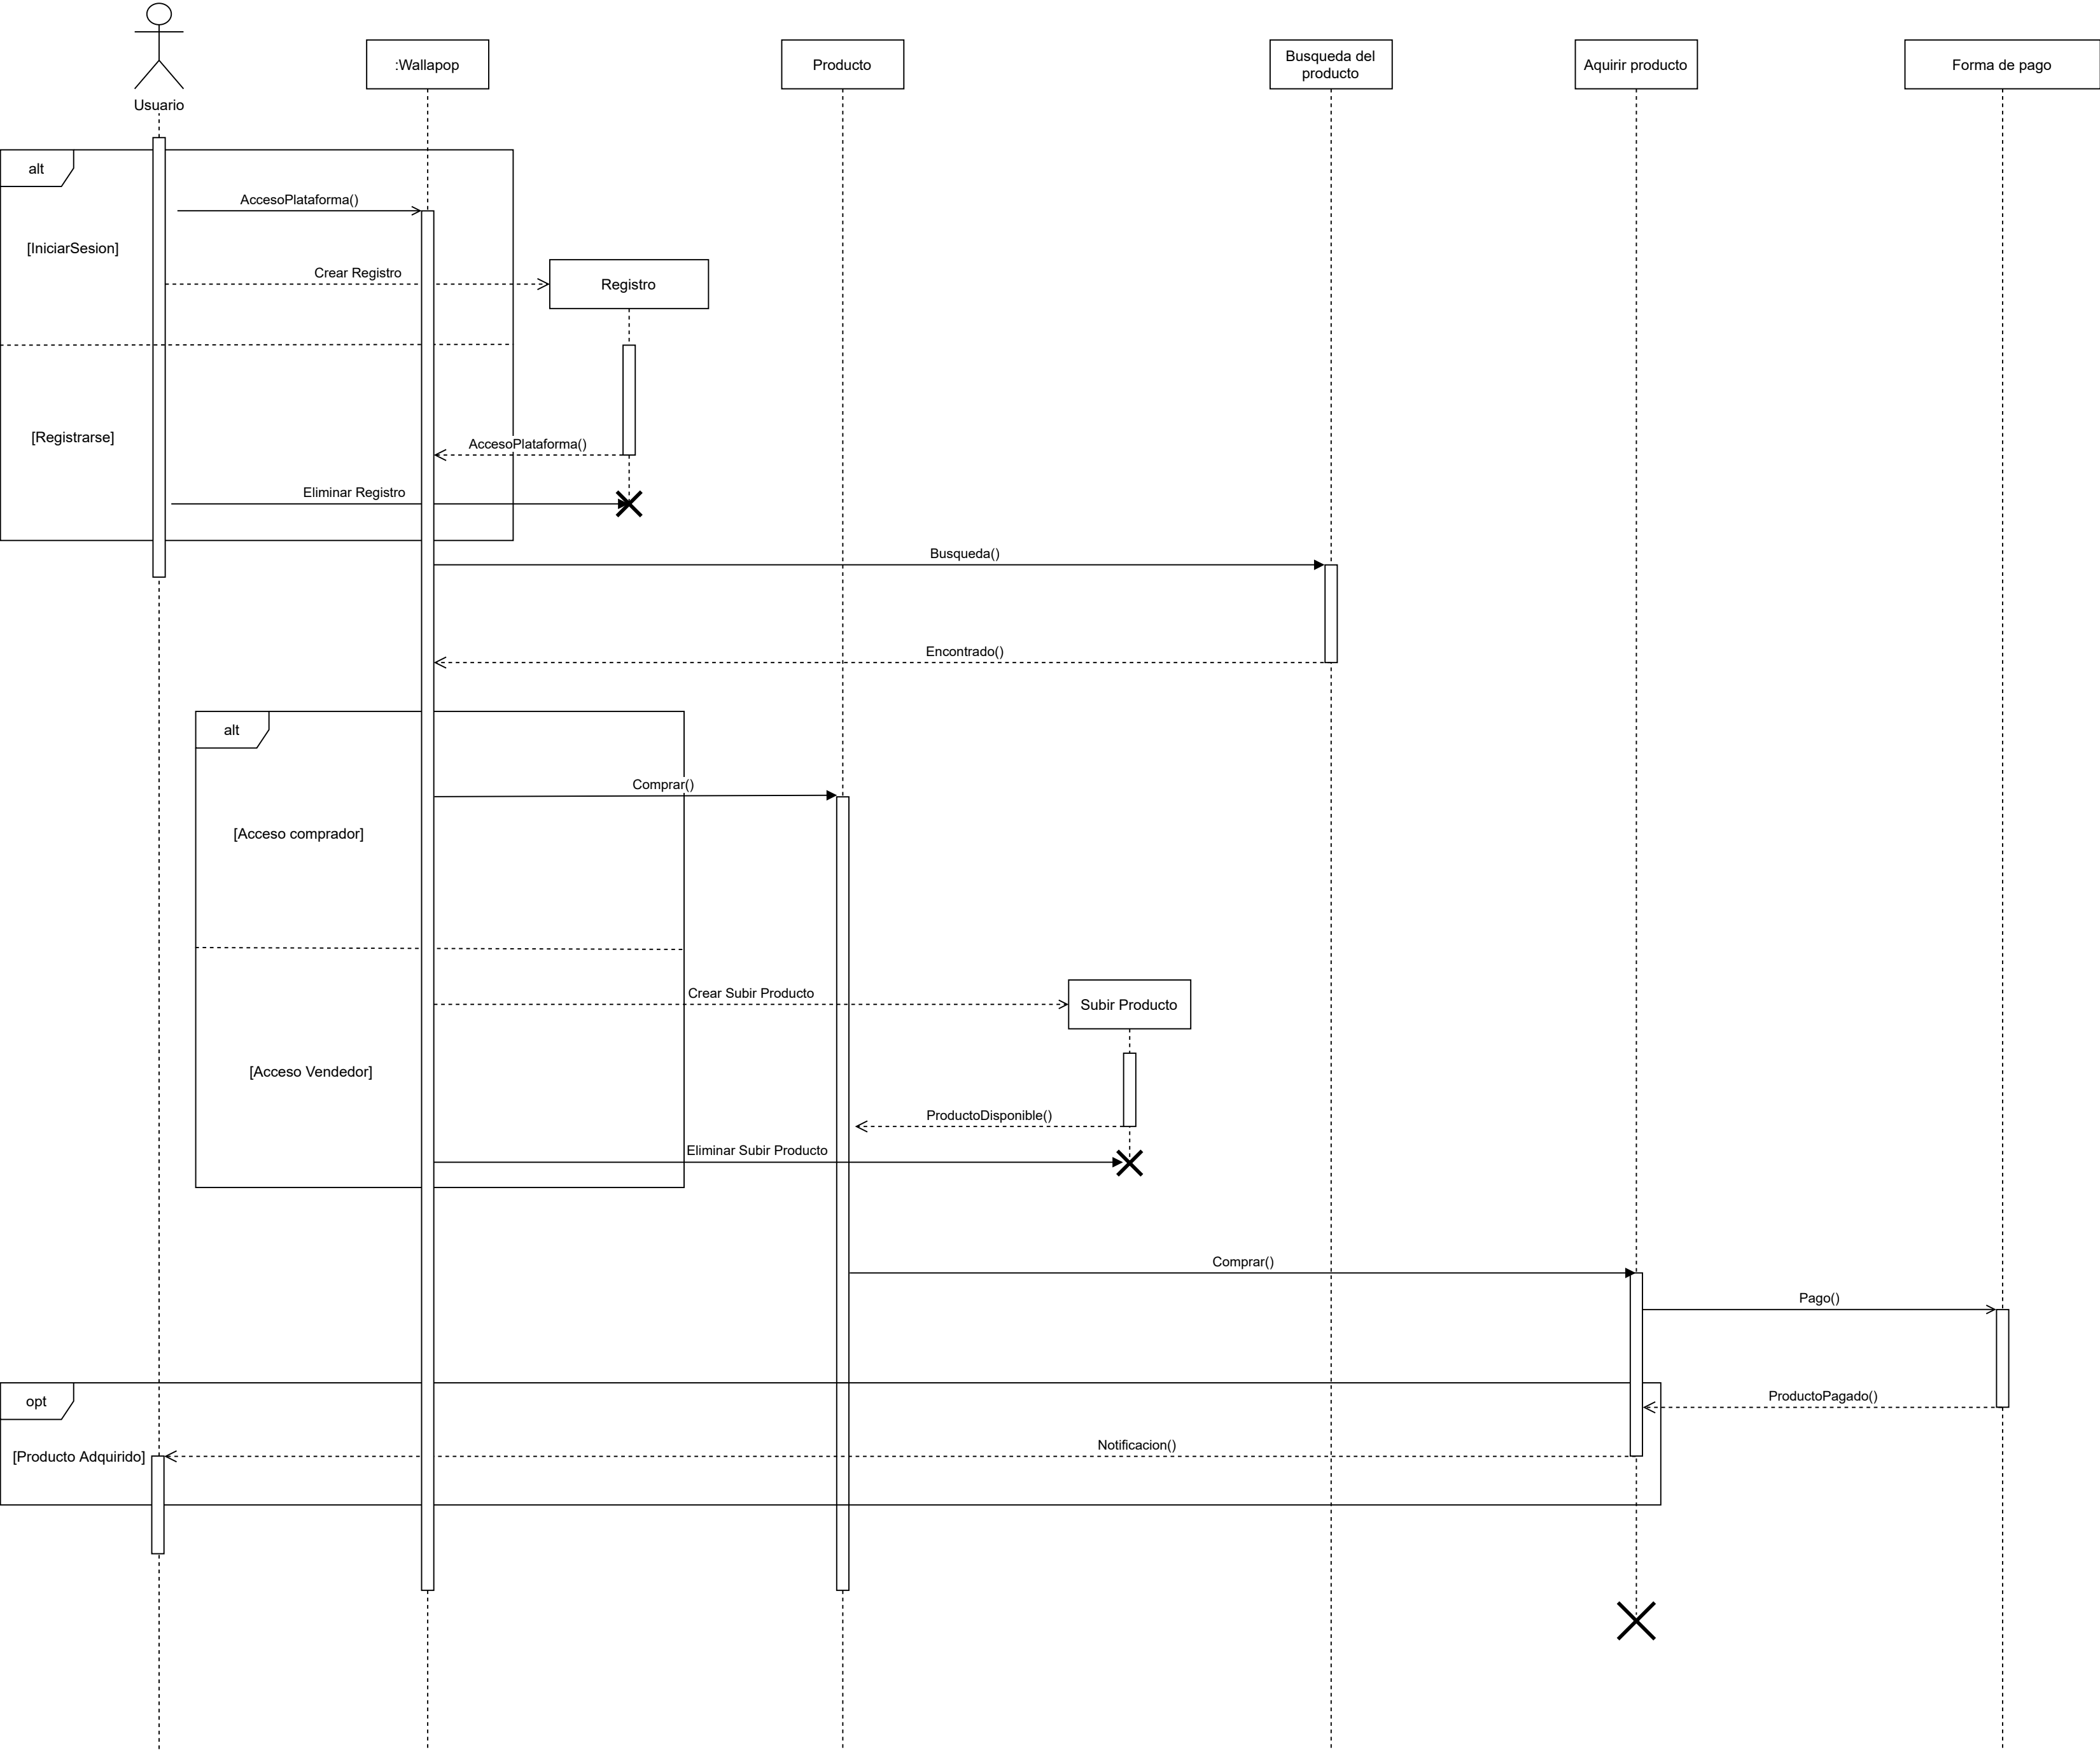 Usuario
:Wallapop
Producto
Busqueda del
producto
Aquirir producto
Forma de pago
alt
AccesoPlataforma()
[IniciarSesion]
Crear Registro
Registro
[Registrarse]
AccesoPlataforma()
Eliminar Registro
Busqueda()
Encontrado()
alt
Comprar()
[Acceso comprador]
Crear Subir Producto
Subir Producto
[Acceso Vendedor]
ProductoDisponible()
Eliminar Subir Producto
Comprar()
Pago()
opt
ProductoPagado()
[Producto Adquirido]
Notificacion()